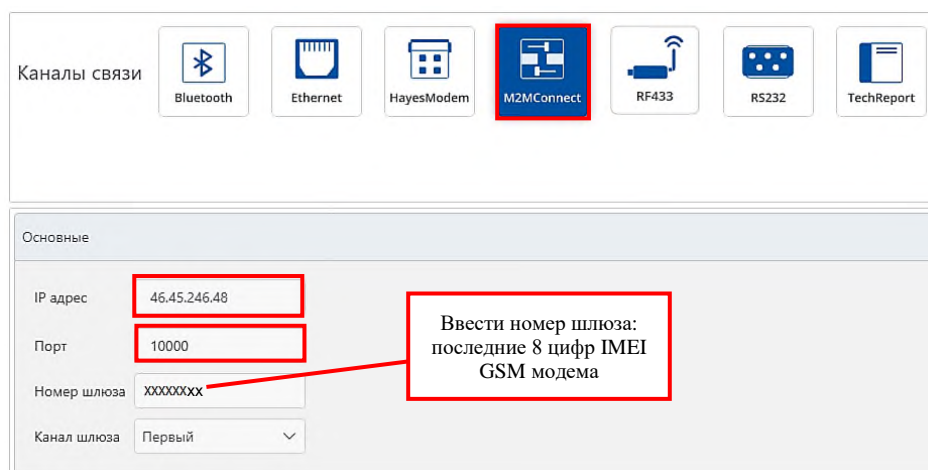 Каналы связи
Bluetooth
Ethernet
HayesModem
M2MConnect
RF433
RS232
TechReport
Основные
IP адрес
46.45.246.48
Порт
10000
Номер шлюза
XXXXXXxx
Канал шлюза
Первый
Ввести номер шлюза:
последние 8 цифр IMEI
GSM модема